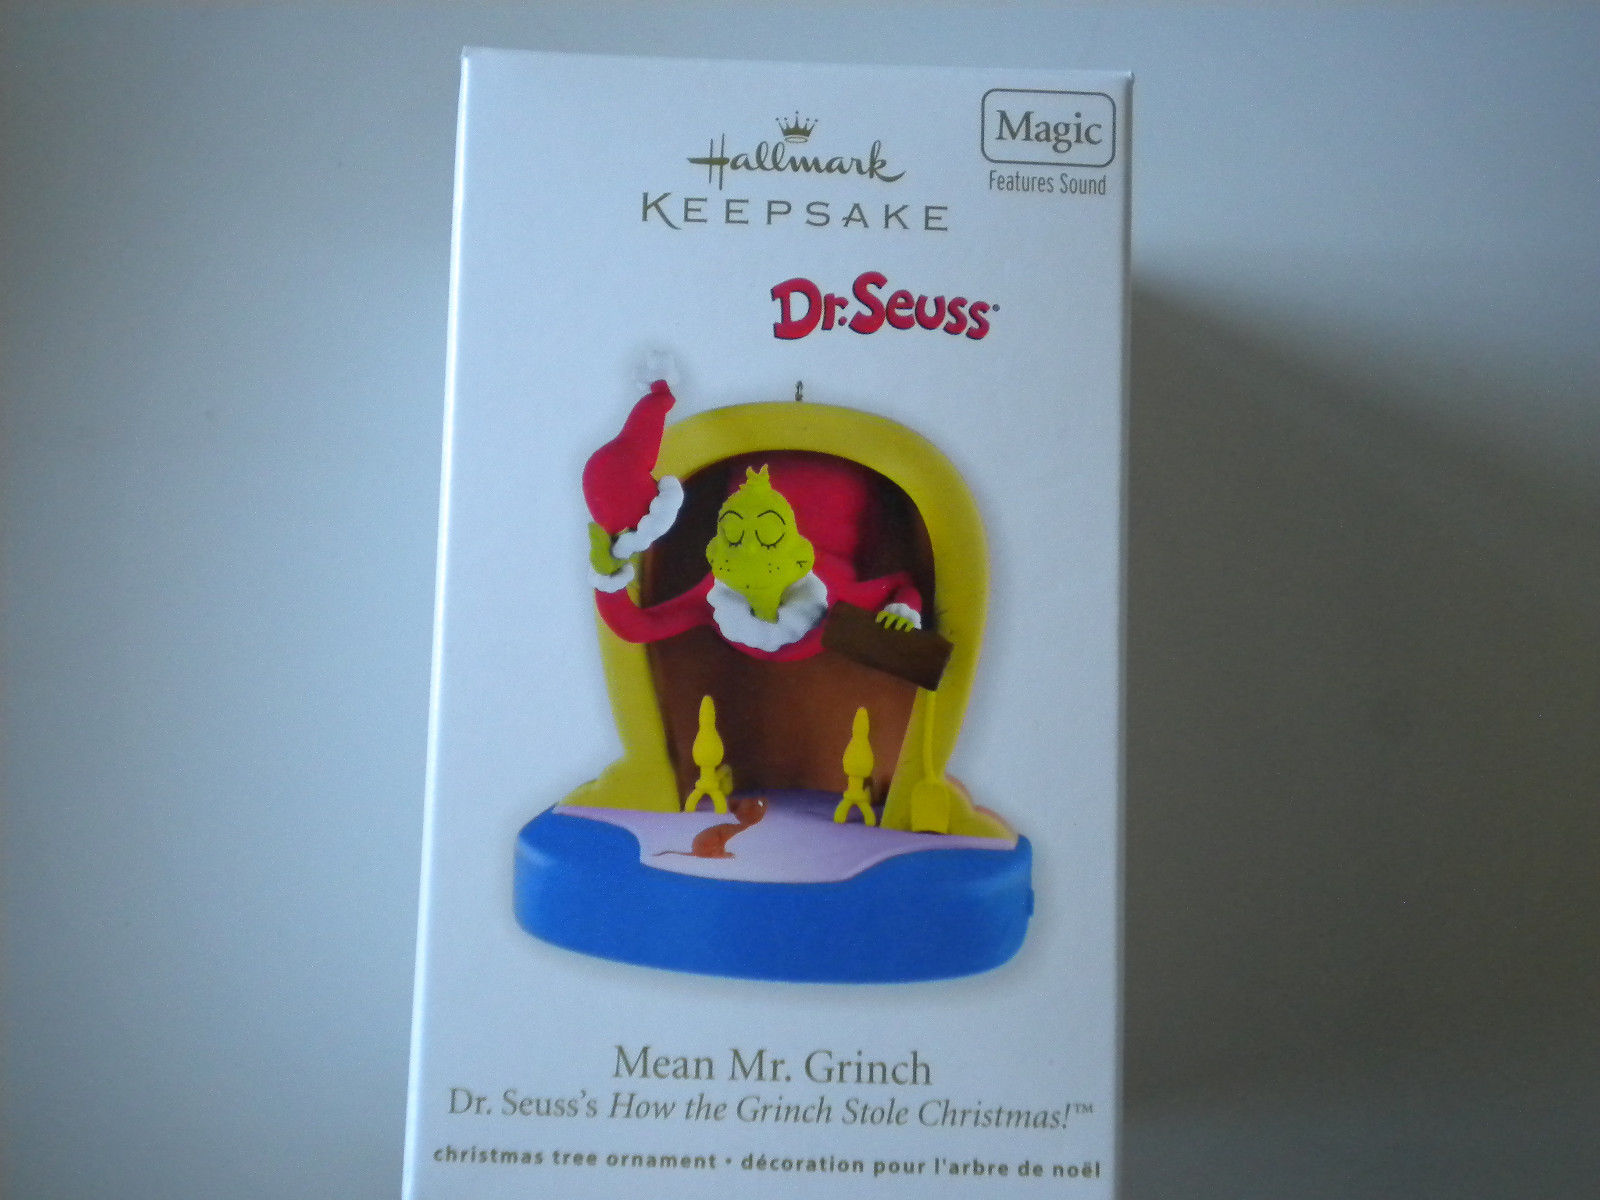 Hallmark
KEEPSAKE
Magic
Features Sound
Dr. Seuss
Mean Mr. Grinch
Dr. Seuss's How the Grinch Stole Christmas!™
christmas tree ornament • décoration pour l'arbre de noël